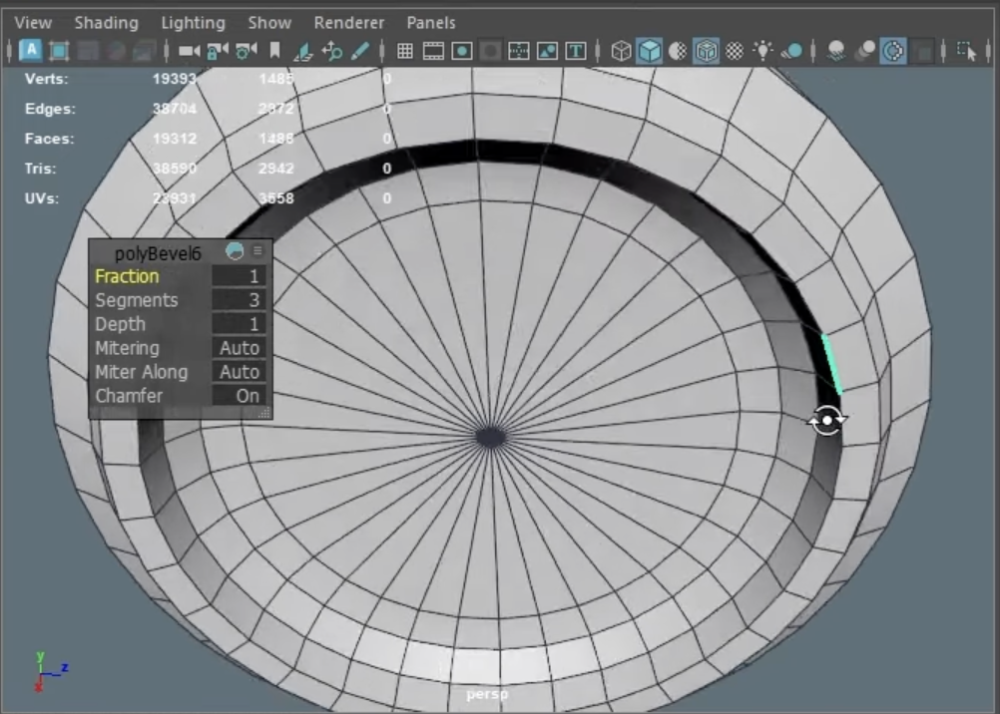 View Shading Lighting Show Renderer Panels
A T
Verts: 19393 1485 0
Edges: 38704 2972 0
Faces: 19312 1488 0
Tris: 38590 2942 0
UVs: 23931 3558 0
polyBevel6
Fraction 1
Segments 3
Depth 1
Mitering Auto
Miter Along Auto
Chamfer On
y
z
x
persp